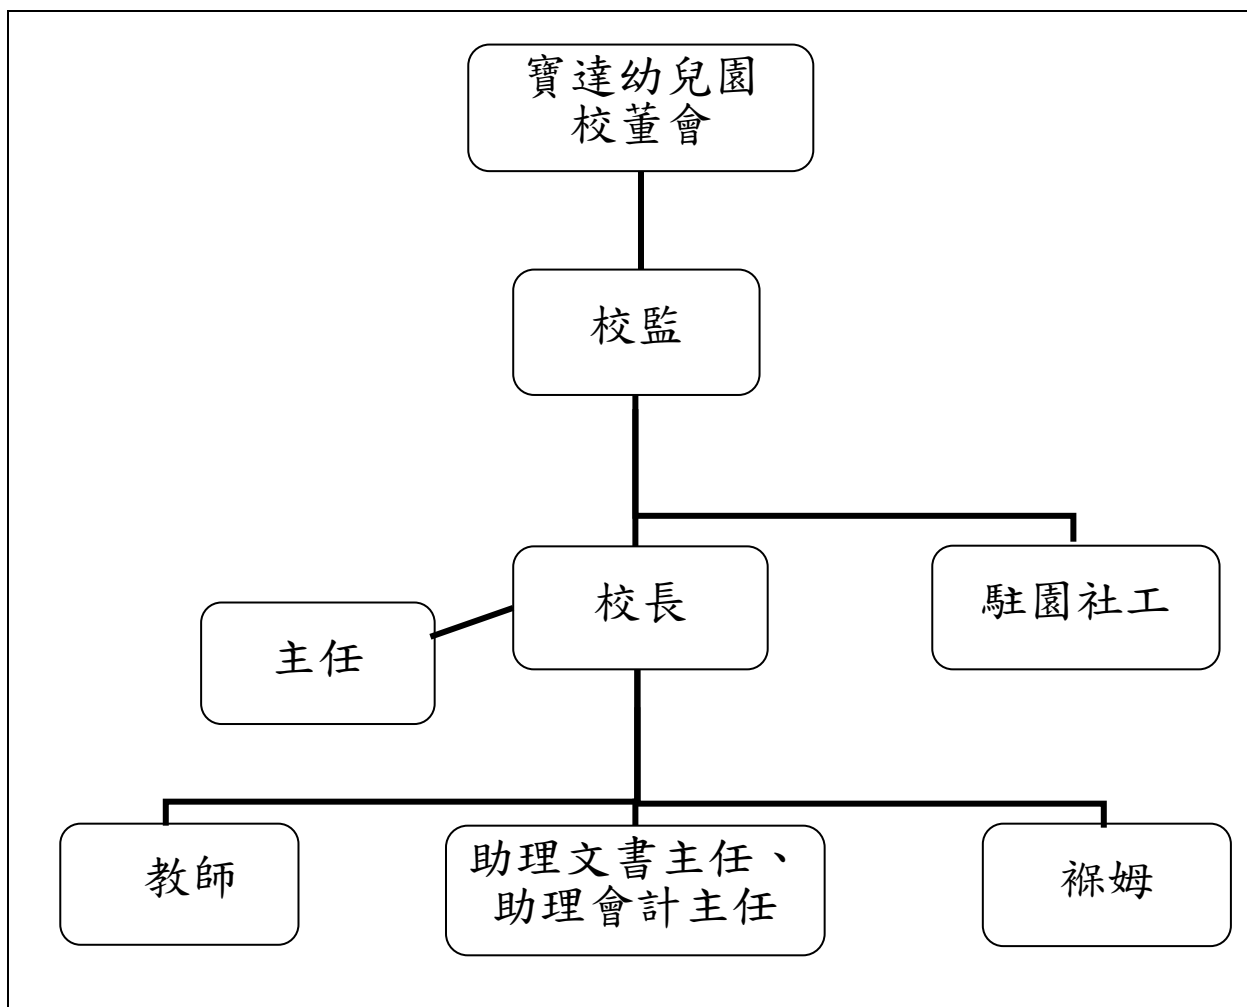 寶達幼兒園
校董會
校監
校長
駐園社工
主任
教師
助理文書主任、
助理會計主任
褓姆